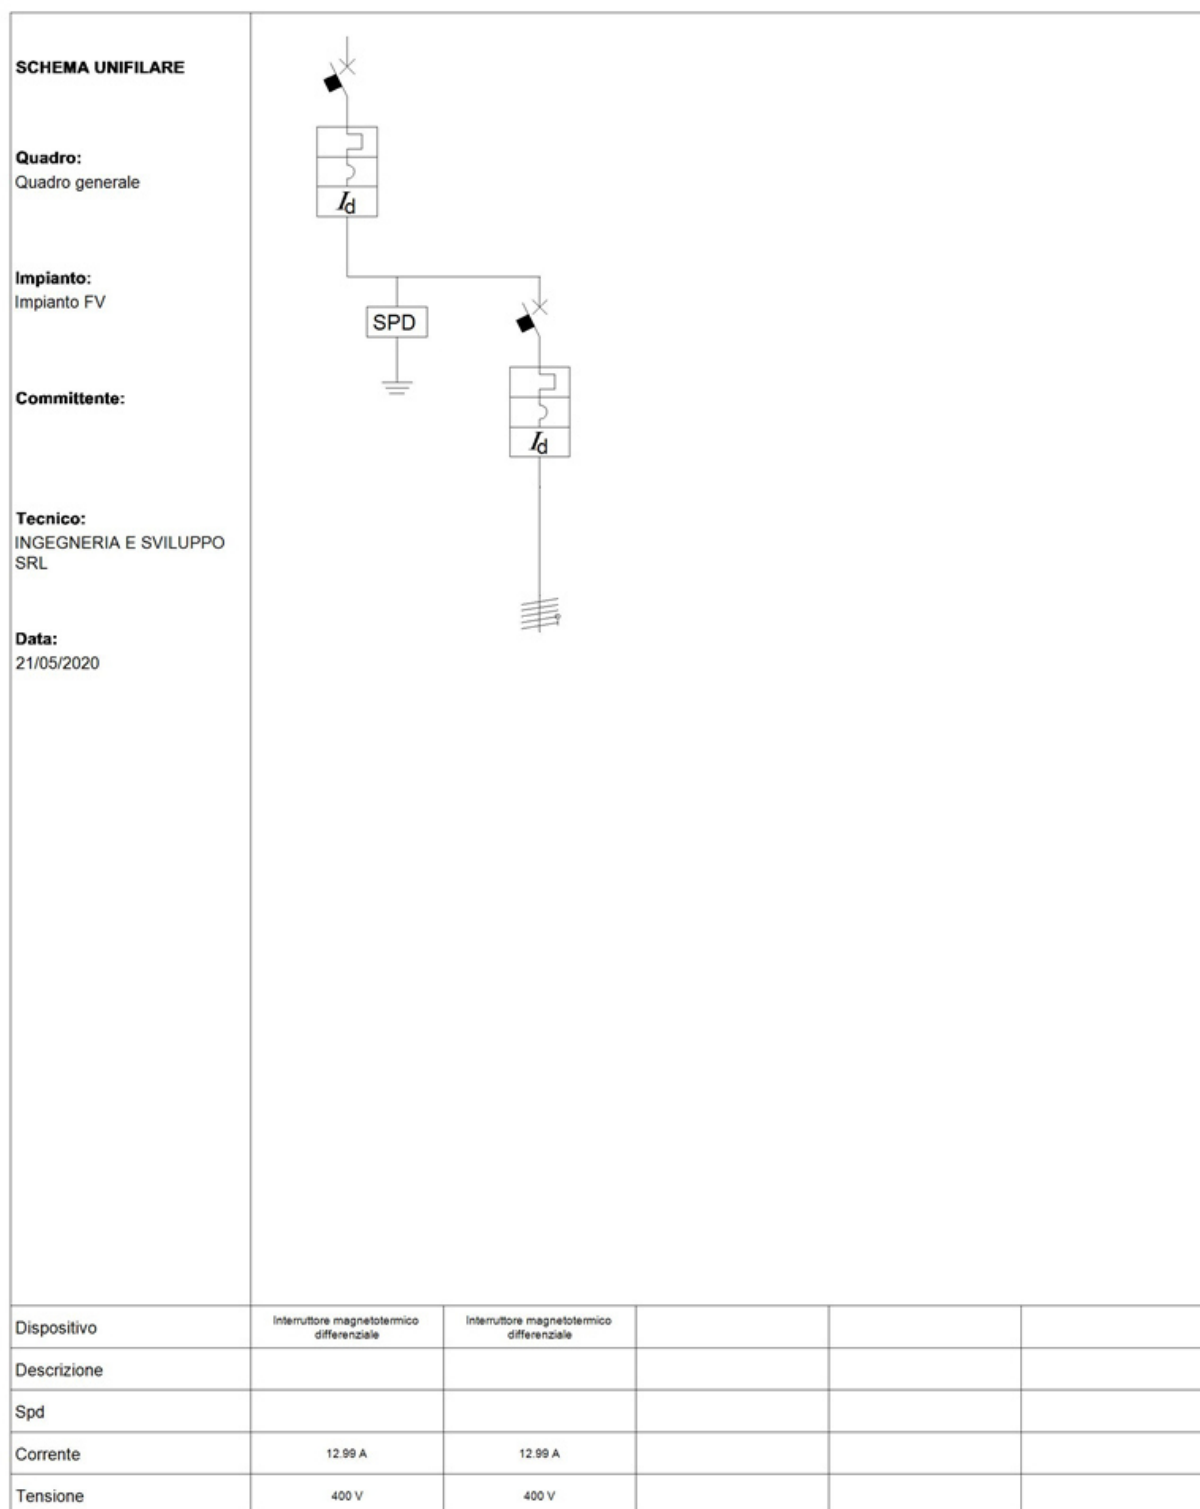 SCHEMA UNIFILARE
Quadro:
Quadro generale
Impianto:
Impianto FV
Committente:
Tecnico:
INGEGNERIA E SVILUPPO
SRL
Data:
21/05/2020
Id
SPD
Id
Dispositivo
Interruttore magnetotermico
differenziale
Interruttore magnetotermico
differenziale
Descrizione
Spd
Corrente
12.99 A
12.99 A
Tensione
400 V
400 V